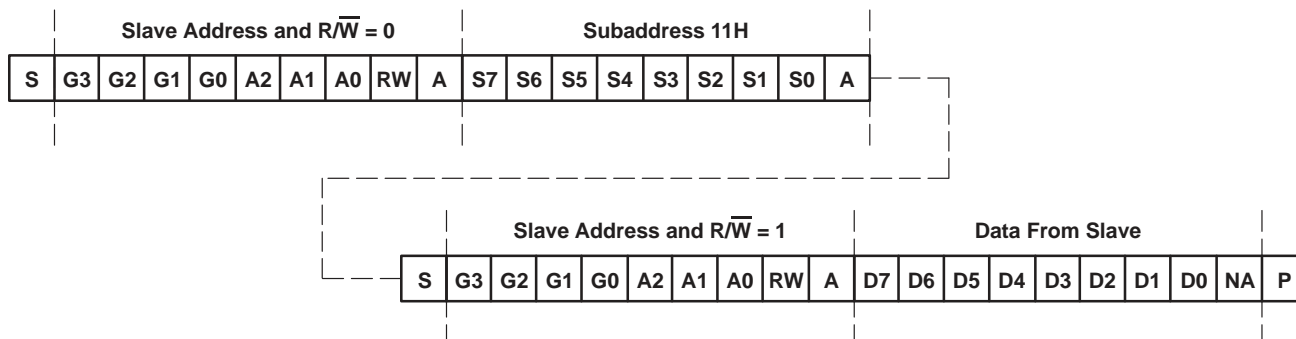 Slave Address and R/W̅ = 0 Subaddress 11H
S G3 G2 G1 G0 A2 A1 A0 RW A S7 S6 S5 S4 S3 S2 S1 S0 A
Slave Address and R/W̅ = 1 Data From Slave
S G3 G2 G1 G0 A2 A1 A0 RW A D7 D6 D5 D4 D3 D2 D1 D0 NA P